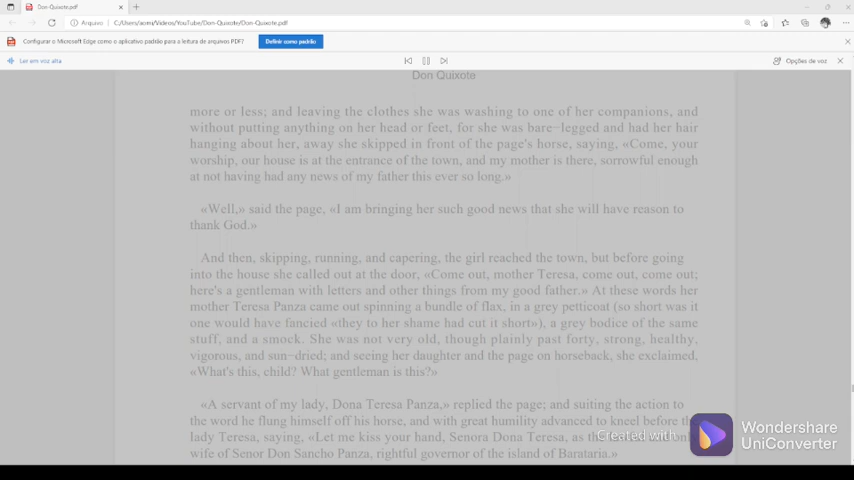 Don-Quixote.pdf
Arquivo | C:/Users/leoni/Videos/YouTube/Don-Quixote/Don-Quixote.pdf
Configurar o Microsoft Edge como o aplicativo padrão para a leitura de arquivos PDF? Definir como padrão
Ler em voz alta Opções de voz
Don Quixote
more or less; and leaving the clothes she was washing to one of her companions, and
without putting anything on her head or feet, for she was bare-legged and had her hair
hanging about her, away she skipped in front of the page's horse, saying, «Come, your
worship, our house is at the entrance of the town, and my mother is there, sorrowful enough
at not having had any news of my father this ever so long.»
«Well,» said the page, «I am bringing her such good news that she will have reason to
thank God.»
And then, skipping, running, and capering, the girl reached the town, but before going
into the house she called out at the door, «Come out, mother Teresa, come out, come out;
here's a gentleman with letters and other things from my good father.» At these words her
mother Teresa Panza came out spinning a bundle of flax, in a grey petticoat (so short was it
one would have fancied «they to her shame had cut it short»), a grey bodice of the same
stuff, and a smock. She was not very old, though plainly past forty, strong, healthy,
vigorous, and sun-dried; and seeing her daughter and the page on horseback, she exclaimed,
«What's this, child? What gentleman is this?»
«A servant of my lady, Dona Teresa Panza,» replied the page; and suiting the action to
the word he flung himself off his horse, and with great humility advanced to kneel before the
lady Teresa, saying, «Let me kiss your hand, Senora Dona Teresa, as the
wife of Senor Don Sancho Panza, rightful governor of the island of Barataria.»
Created with Wondershare
UniConverter